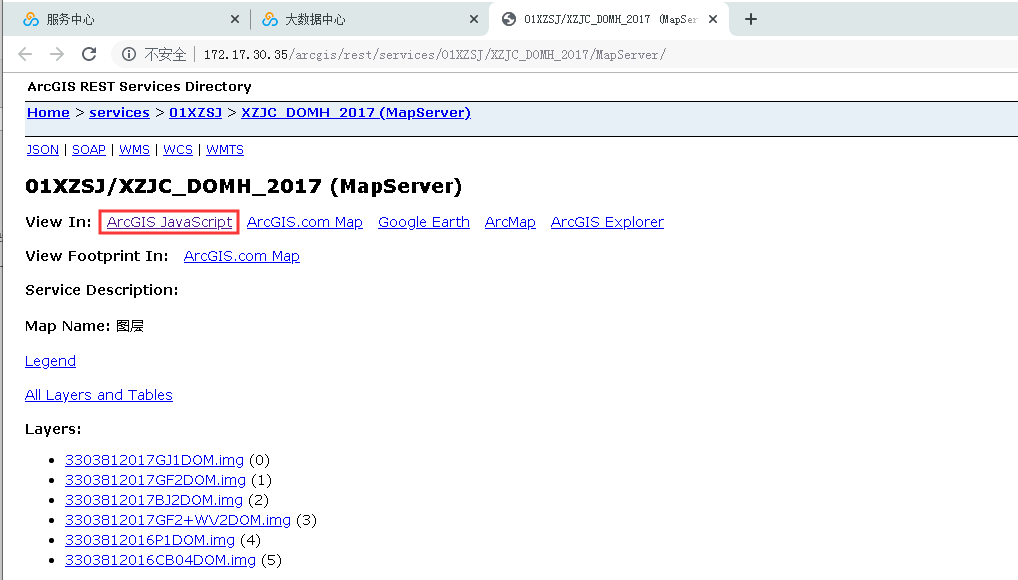 服务中心 大数据中心 01XZSJ/XZJC_DOMH_2017 (MapSer
不安全 172.17.30.35/arcgis/rest/services/01XZSJ/XZJC_DOMH_2017/MapServer/
ArcGIS REST Services Directory
Home > services > 01XZSJ > XZJC_DOMH_2017 (MapServer)
JSON | SOAP | WMS | WCS | WMTS
01XZSJ/XZJC_DOMH_2017 (MapServer)
View In: ArcGIS JavaScript ArcGIS.com Map Google Earth ArcMap ArcGIS Explorer
View Footprint In: ArcGIS.com Map
Service Description:
Map Name: 图层
Legend
All Layers and Tables
Layers:
3303812017GJ1DOM.img (0)
3303812017GF2DOM.img (1)
3303812017BJ2DOM.img (2)
3303812017GF2+WV2DOM.img (3)
3303812016P1DOM.img (4)
3303812016CB04DOM.img (5)